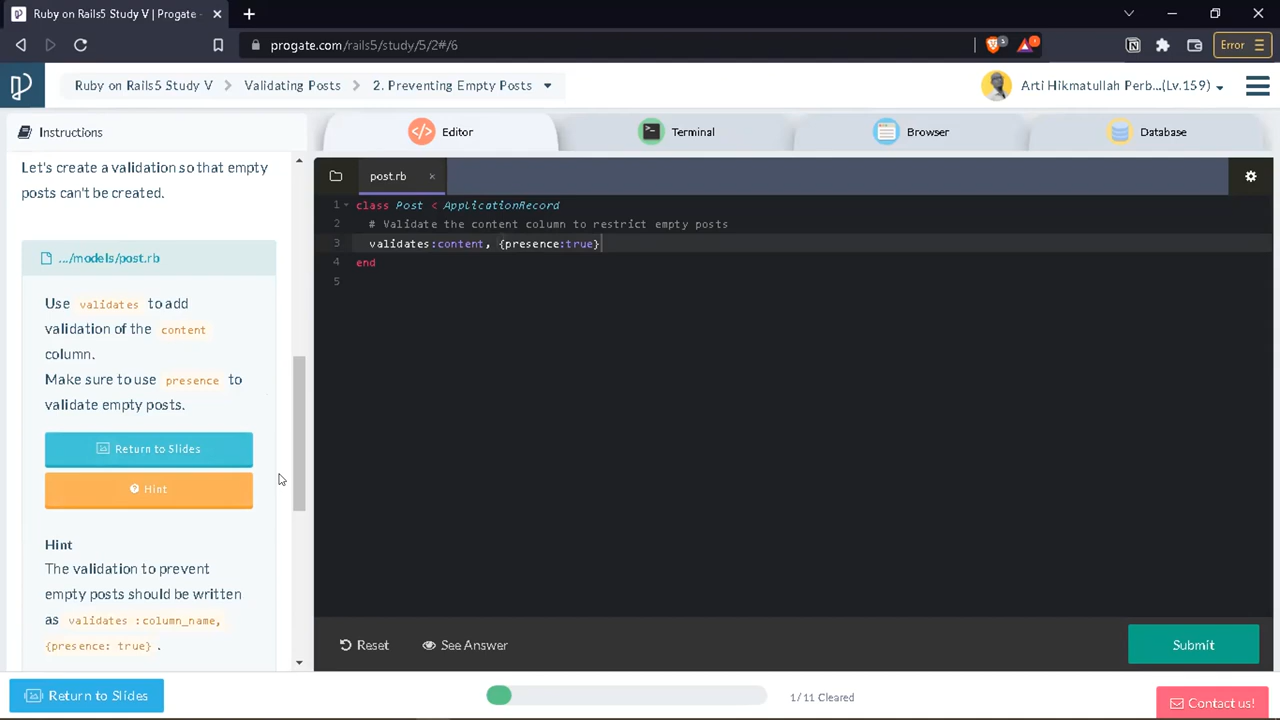 Ruby on Rails5 Study V | Progate -
progate.com/rails5/study/5/2#/6
Error
Ruby on Rails5 Study V
Validating Posts
2. Preventing Empty Posts
Arti Hikmatullah Perb...(Lv.159)
Instructions
Editor
Terminal
Browser
Database
Let's create a validation so that empty
posts can't be created.
.../models/post.rb
Use validates to add
validation of the content
column.
Make sure to use presence to
validate empty posts.
Return to Slides
Hint
Hint
The validation to prevent
empty posts should be written
as validates :column_name,
{presence: true} .
post.rb
1 class Post < ApplicationRecord
2 # Validate the content column to restrict empty posts
3 validates:content, {presence:true}
4 end
5
Reset
See Answer
Submit
Return to Slides
1/11 Cleared
Contact us!